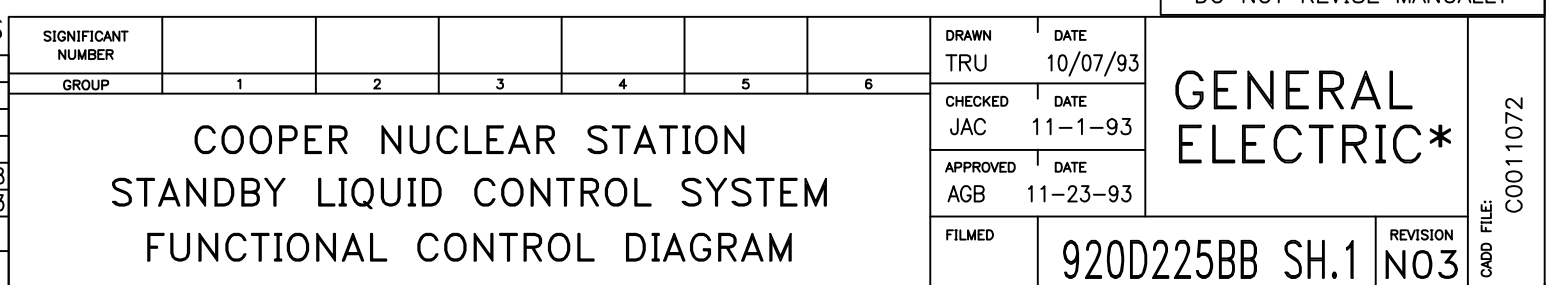 DO NOT REVISE MANUALLY
SIGNIFICANT
NUMBER
GROUP 1 2 3 4 5 6
COOPER NUCLEAR STATION
STANDBY LIQUID CONTROL SYSTEM
FUNCTIONAL CONTROL DIAGRAM
DRAWN DATE
TRU 10/07/93
CHECKED DATE
JAC 11-1-93
APPROVED DATE
AGB 11-23-93
FILMED
GENERAL
ELECTRIC*
920D225BB SH.1
REVISION
N03
CADD FILE: C0011072